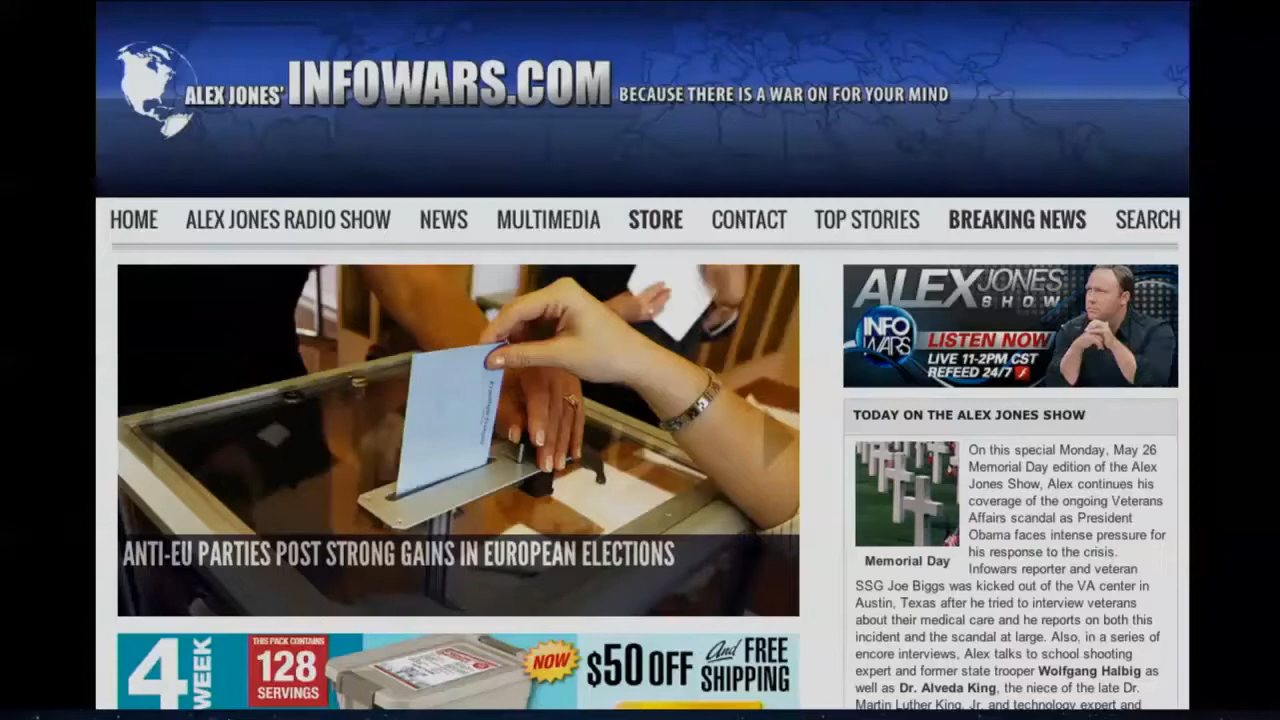 ALEX JONES' INFOWARS.COM BECAUSE THERE IS A WAR ON FOR YOUR MIND
HOME ALEX JONES RADIO SHOW NEWS MULTIMEDIA STORE CONTACT TOP STORIES BREAKING NEWS SEARCH
ANTI-EU PARTIES POST STRONG GAINS IN EUROPEAN ELECTIONS
4 WEEK
THIS PACK CONTAINS
128
SERVINGS
NOW
$50 OFF And FREE SHIPPING
ALEX JONES
SHOW
INFO
WARS
LISTEN NOW
LIVE 11-2PM CST
REFEED 24/7
TODAY ON THE ALEX JONES SHOW
Memorial Day
On this special Monday, May 26
Memorial Day edition of the Alex
Jones Show, Alex continues his
coverage of the ongoing Veterans
Affairs scandal as President
Obama faces intense pressure for
his response to the crisis.
Infowars reporter and veteran
SSG Joe Biggs was kicked out of the VA center in
Austin, Texas after he tried to interview veterans
about their medical care and he reports on both this
incident and the scandal at large. Also, in a series of
encore interviews, Alex talks to school shooting
expert and former state trooper Wolfgang Halbig as
well as Dr. Alveda King, the niece of the late Dr.
Martin Luther King, Jr. and technology expert and